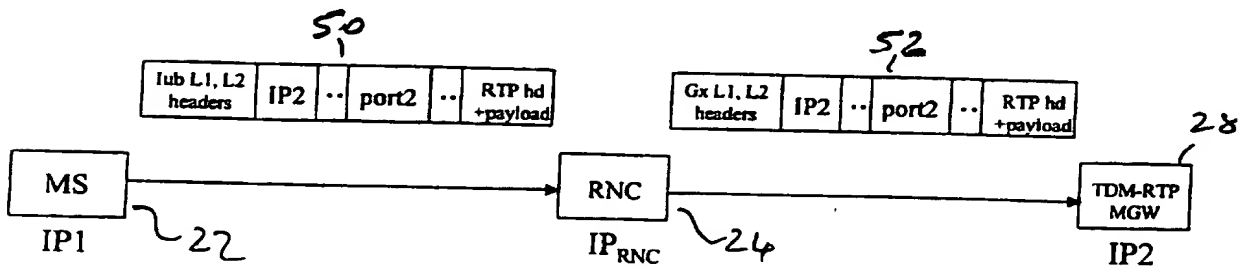 50
52
Iub L1, L2
headers
IP2
..
port2
..
RTP hd
+payload
Gx L1, L2
headers
IP2
..
port2
..
RTP hd
+payload
28
MS
RNC
TDM-RTP
MGW
IP1
22
IPRNC
24
IP2